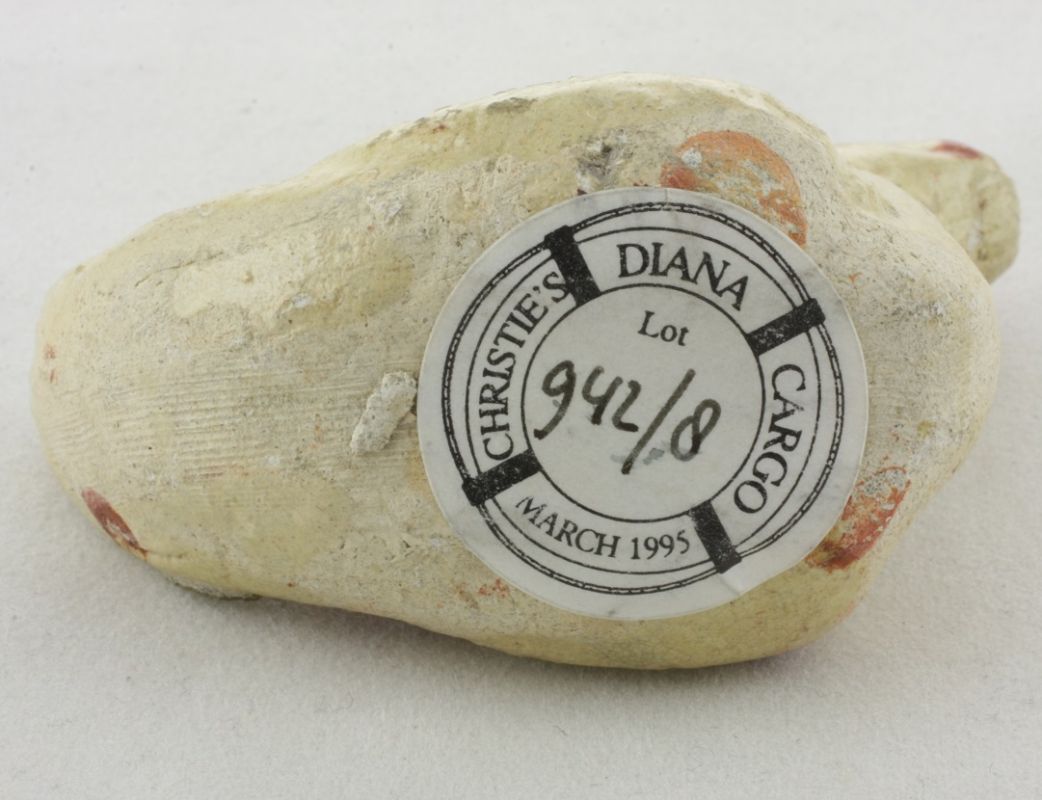 CHRISTIE'S
DIANA
CARGO
MARCH 1995
Lot
942/8